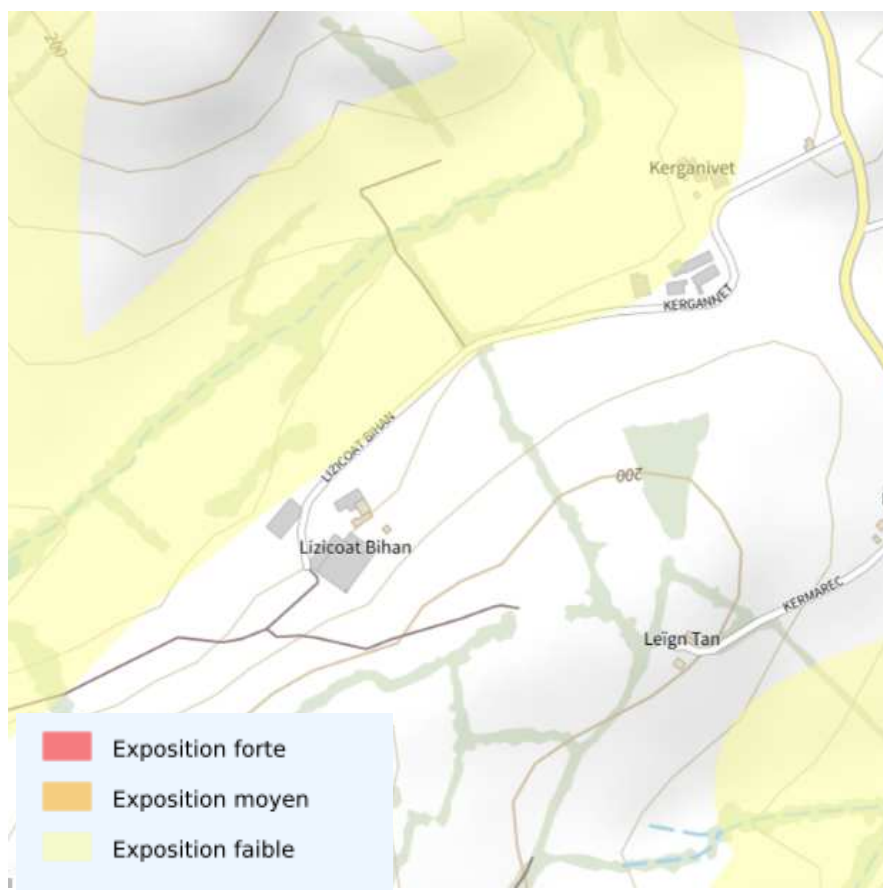 200
Kerganivet
KERGANNET
LIZICOAT BIHAN
200
Lizicoat Bihan
KERMAREC
Leïgn Tan
Exposition forte
Exposition moyen
Exposition faible